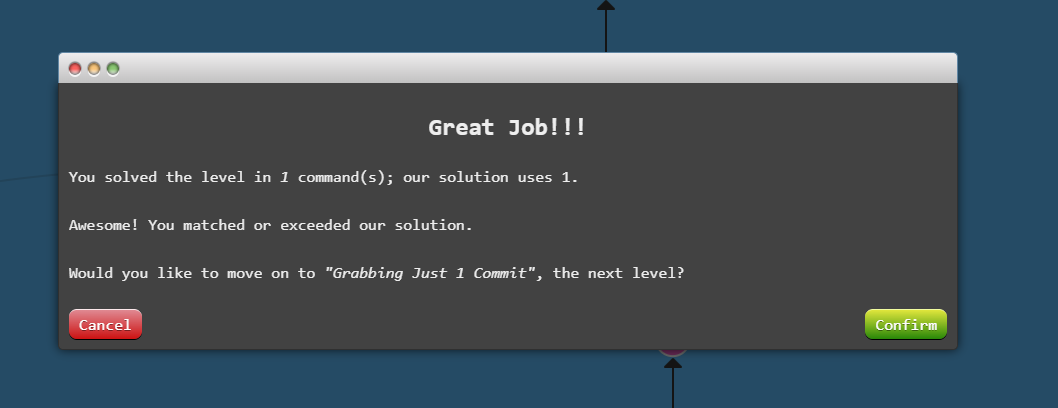 Great Job!!!
You solved the level in 1 command(s); our solution uses 1.
Awesome! You matched or exceeded our solution.
Would you like to move on to "Grabbing Just 1 Commit", the next level?
Cancel
Confirm